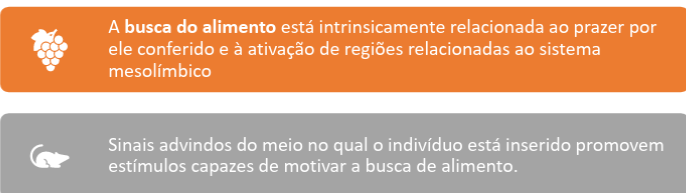 A busca do alimento está intrinsicamente relacionada ao prazer por
ele conferido e à ativação de regiões relacionadas ao sistema
mesolímbico
Sinais advindos do meio no qual o indivíduo está inserido promovem
estímulos capazes de motivar a busca de alimento.